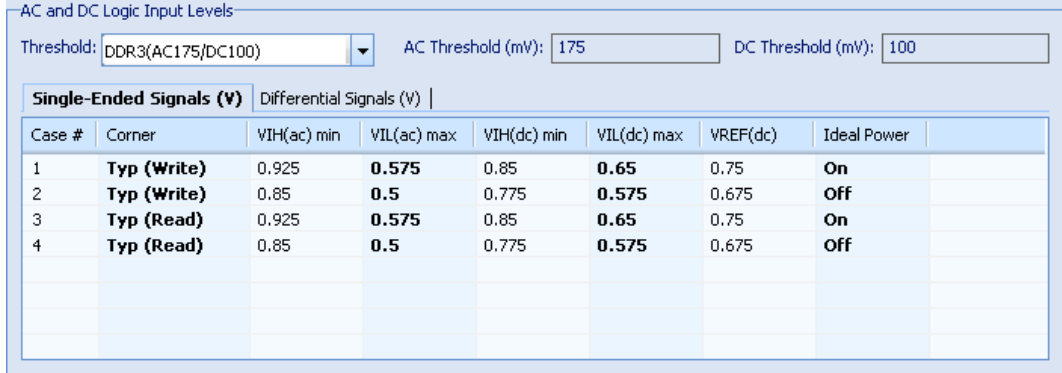 AC and DC Logic Input Levels
Threshold: DDR3(AC175/DC100) AC Threshold (mV): 175 DC Threshold (mV): 100
Single-Ended Signals (V) Differential Signals (V)
Case # Corner VIH(ac) min VIL(ac) max VIH(dc) min VIL(dc) max VREF(dc) Ideal Power
1 Typ (Write) 0.925 0.575 0.85 0.65 0.75 On
2 Typ (Write) 0.85 0.5 0.775 0.575 0.675 Off
3 Typ (Read) 0.925 0.575 0.85 0.65 0.75 On
4 Typ (Read) 0.85 0.5 0.775 0.575 0.675 Off